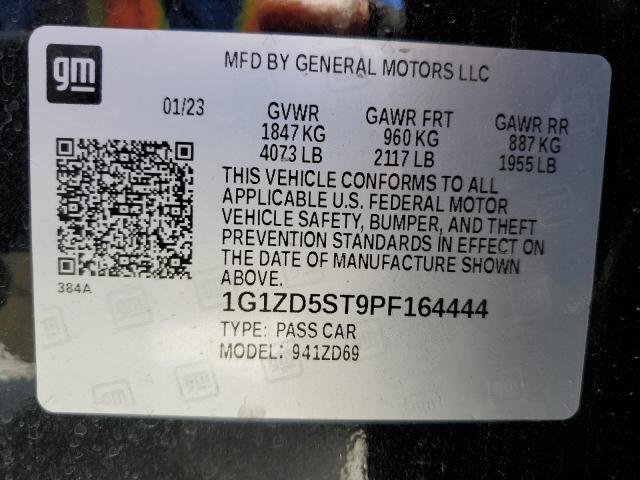 gm
MFD BY GENERAL MOTORS LLC
01/23 GVWR GAWR FRT GAWR RR
1847 KG 960 KG 887 KG
4073 LB 2117 LB 1955 LB
THIS VEHICLE CONFORMS TO ALL
APPLICABLE U.S. FEDERAL MOTOR
VEHICLE SAFETY, BUMPER, AND THEFT
PREVENTION STANDARDS IN EFFECT ON
THE DATE OF MANUFACTURE SHOWN
ABOVE.
384A
1G1ZD5ST9PF164444
TYPE: PASS CAR
MODEL: 941ZD69